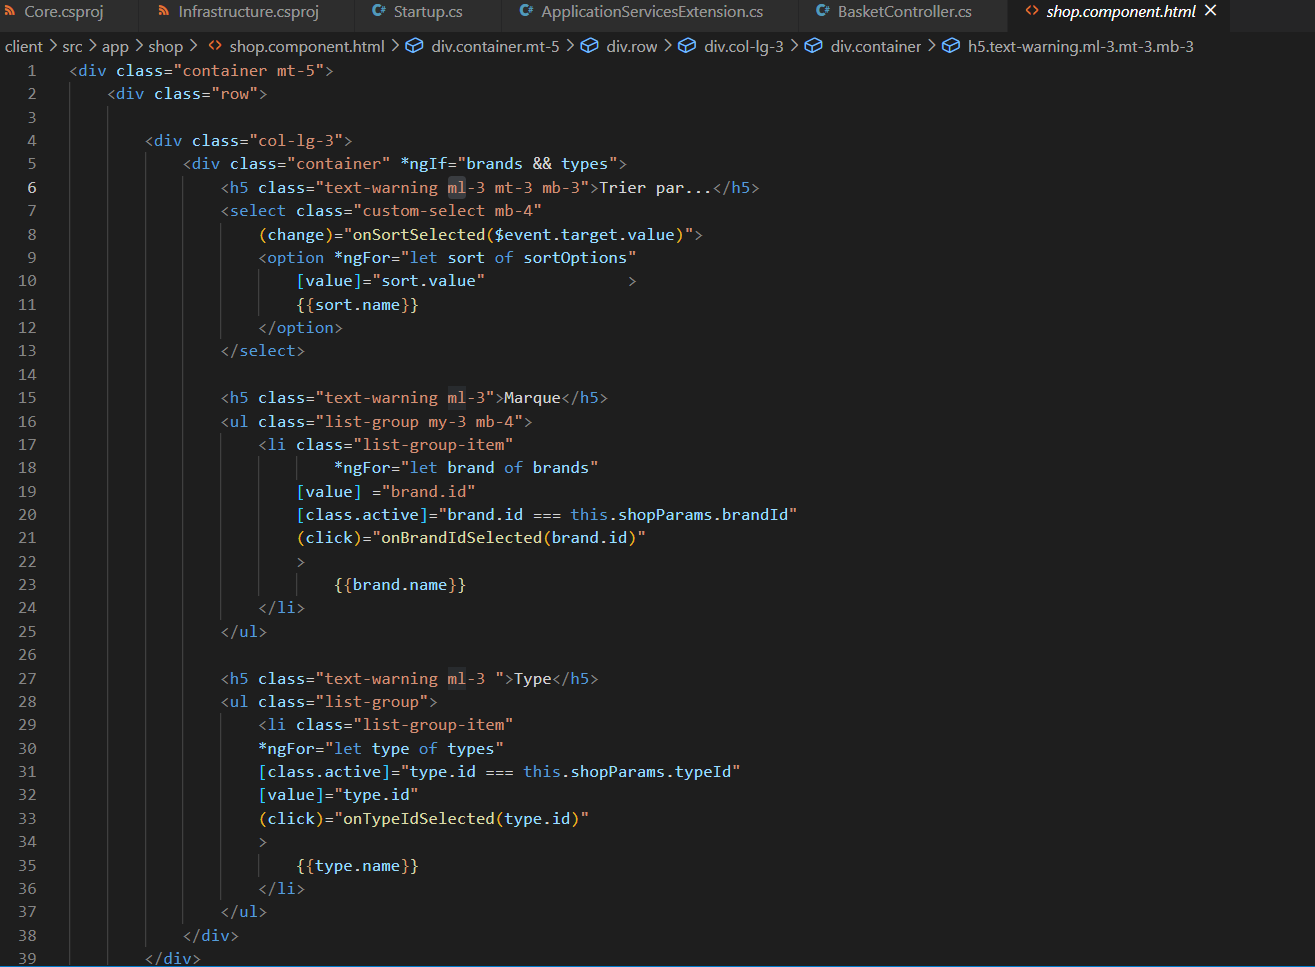 Core.csproj Infrastructure.csproj C# Startup.cs C# ApplicationServicesExtension.cs C# BasketController.cs <> shop.component.html ×
client > src > app > shop > <> shop.component.html > div.container.mt-5 > div.row > div.col-lg-3 > div.container > h5.text-warning.ml-3.mt-3.mb-3
1 <div class="container mt-5">
2 <div class="row">
3
4 <div class="col-lg-3">
5 <div class="container" *ngIf="brands && types">
6 <h5 class="text-warning ml-3 mt-3 mb-3">Trier par...</h5>
7 <select class="custom-select mb-4"
8 (change)="onSortSelected($event.target.value)">
9 <option *ngFor="let sort of sortOptions"
10 [value]="sort.value" >
11 {{sort.name}}
12 </option>
13 </select>
14
15 <h5 class="text-warning ml-3">Marque</h5>
16 <ul class="list-group my-3 mb-4">
17 <li class="list-group-item"
18 *ngFor="let brand of brands"
19 [value] ="brand.id"
20 [class.active]="brand.id === this.shopParams.brandId"
21 (click)="onBrandIdSelected(brand.id)"
22 >
23 {{brand.name}}
24 </li>
25 </ul>
26
27 <h5 class="text-warning ml-3 ">Type</h5>
28 <ul class="list-group">
29 <li class="list-group-item"
30 *ngFor="let type of types"
31 [class.active]="type.id === this.shopParams.typeId"
32 [value]="type.id"
33 (click)="onTypeIdSelected(type.id)"
34 >
35 {{type.name}}
36 </li>
37 </ul>
38 </div>
39 </div>